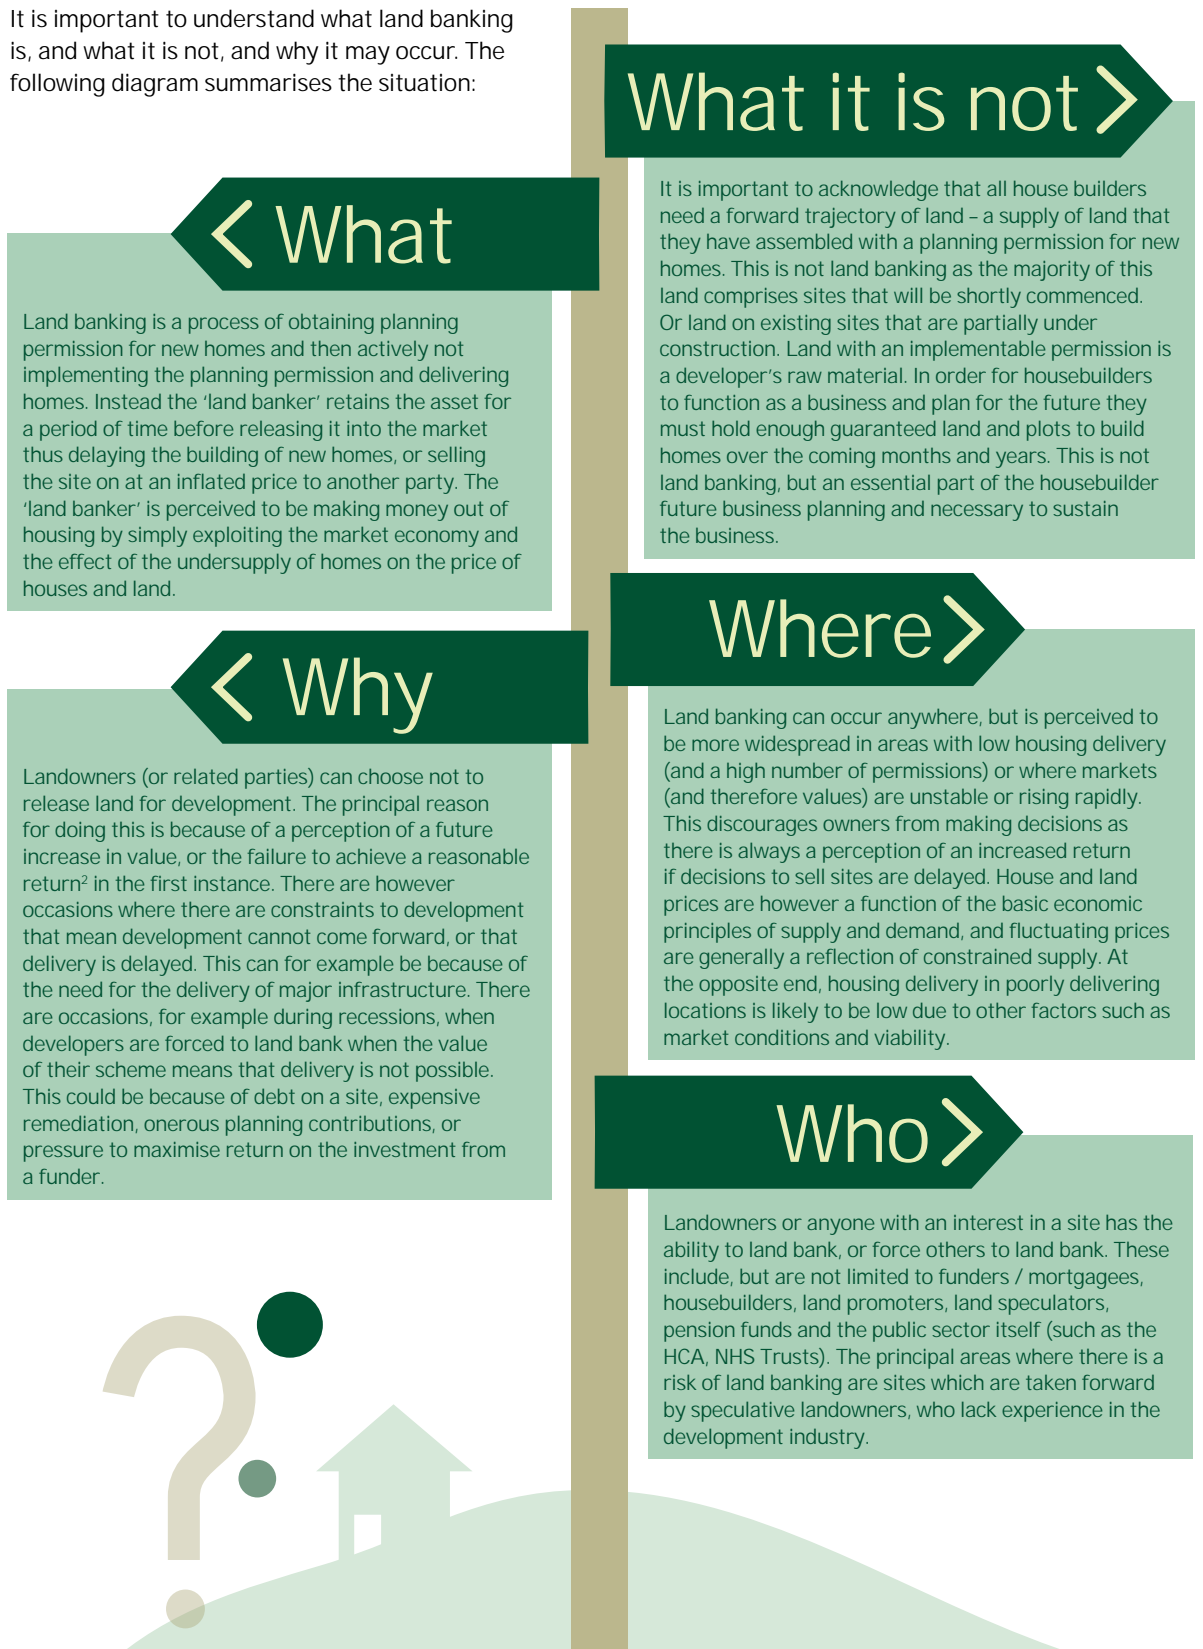 It is important to understand what land banking
is, and what it is not, and why it may occur. The
following diagram summarises the situation:
What it is not >
It is important to acknowledge that all house builders
need a forward trajectory of land – a supply of land that
they have assembled with a planning permission for new
homes. This is not land banking as the majority of this
land comprises sites that will be shortly commenced.
Or land on existing sites that are partially under
construction. Land with an implementable permission is
a developer's raw material. In order for housebuilders
to function as a business and plan for the future they
must hold enough guaranteed land and plots to build
homes over the coming months and years. This is not
land banking, but an essential part of the housebuilder
future business planning and necessary to sustain
the business.
< What
Land banking is a process of obtaining planning
permission for new homes and then actively not
implementing the planning permission and delivering
homes. Instead the 'land banker' retains the asset for
a period of time before releasing it into the market
thus delaying the building of new homes, or selling
the site on at an inflated price to another party. The
'land banker' is perceived to be making money out of
housing by simply exploiting the market economy and
the effect of the undersupply of homes on the price of
houses and land.
Where >
Land banking can occur anywhere, but is perceived to
be more widespread in areas with low housing delivery
(and a high number of permissions) or where markets
(and therefore values) are unstable or rising rapidly.
This discourages owners from making decisions as
there is always a perception of an increased return
if decisions to sell sites are delayed. House and land
prices are however a function of the basic economic
principles of supply and demand, and fluctuating prices
are generally a reflection of constrained supply. At
the opposite end, housing delivery in poorly delivering
locations is likely to be low due to other factors such as
market conditions and viability.
< Why
Landowners (or related parties) can choose not to
release land for development. The principal reason
for doing this is because of a perception of a future
increase in value, or the failure to achieve a reasonable
return² in the first instance. There are however
occasions where there are constraints to development
that mean development cannot come forward, or that
delivery is delayed. This can for example be because of
the need for the delivery of major infrastructure. There
are occasions, for example during recessions, when
developers are forced to land bank when the value
of their scheme means that delivery is not possible.
This could be because of debt on a site, expensive
remediation, onerous planning contributions, or
pressure to maximise return on the investment from
a funder.
Who >
Landowners or anyone with an interest in a site has the
ability to land bank, or force others to land bank. These
include, but are not limited to funders / mortgagees,
housebuilders, land promoters, land speculators,
pension funds and the public sector itself (such as the
HCA, NHS Trusts). The principal areas where there is a
risk of land banking are sites which are taken forward
by speculative landowners, who lack experience in the
development industry.
?